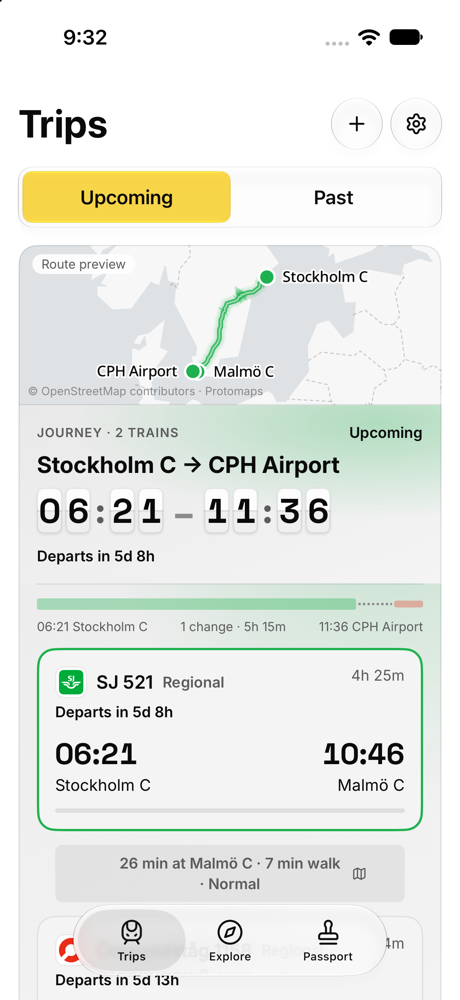 9:32
Trips
Upcoming
Past
Route preview
Stockholm C
CPH Airport
Malmö C
© OpenStreetMap contributors · Protomaps
JOURNEY · 2 TRAINS
Upcoming
Stockholm C → CPH Airport
06:21 – 11:36
Departs in 5d 8h
06:21 Stockholm C
1 change · 5h 15m
11:36 CPH Airport
SJ
SJ 521 Regional
4h 25m
Departs in 5d 8h
06:21
10:46
Stockholm C
Malmö C
26 min at Malmö C · 7 min walk
· Normal
Trips
Explore
Passport
4m
Departs in 5d 13h